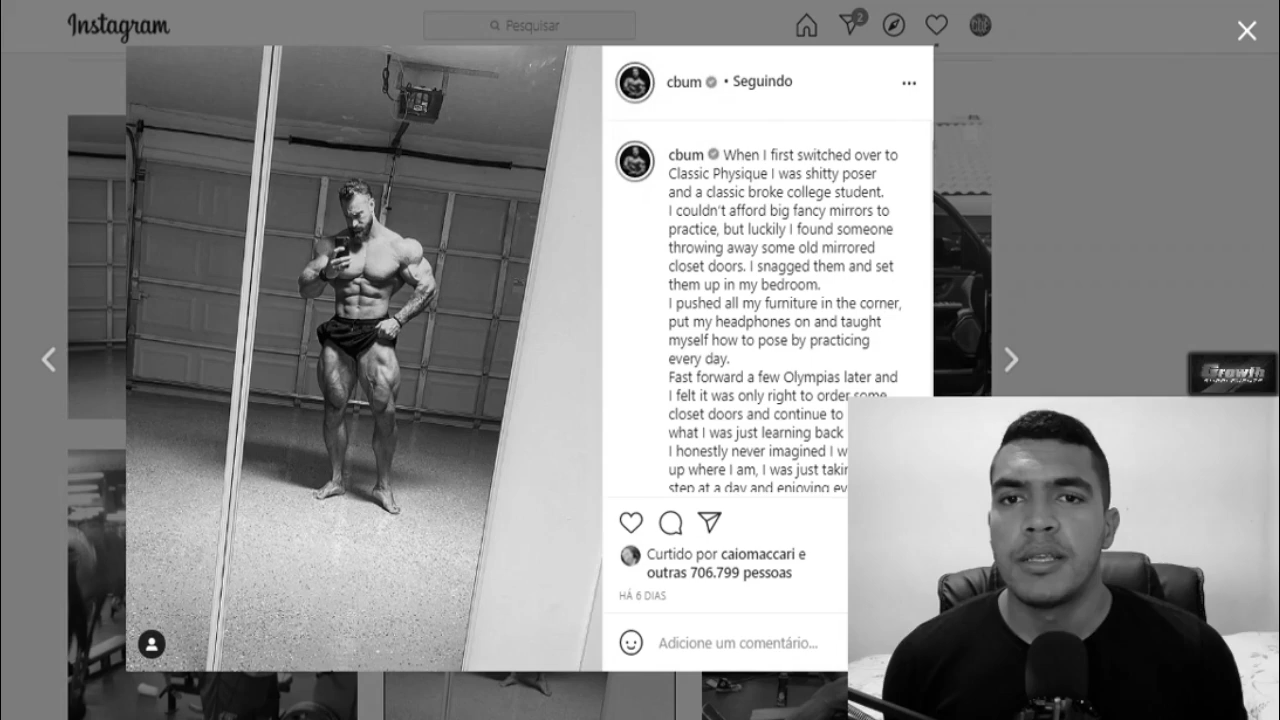 Instagram
Pesquisar
2
cbum • Seguindo
cbum When I first switched over to
Classic Physique I was shitty poser
and a classic broke college student.
I couldn't afford big fancy mirrors to
practice, but luckily I found someone
throwing away some old mirrored
closet doors. I snagged them and set
them up in my bedroom.
I pushed all my furniture in the corner,
put my headphones on and taught
myself how to pose by practicing
every day.
Fast forward a few Olympias later and
I felt it was only right to order some
closet doors and continue to
what I was just learning back
I honestly never imagined I
up where I am, I was just
step at a day and enjoying
Curtido por caiomaccari e
outras 706.799 pessoas
HÁ 6 DIAS
Adicione um comentário...
Growth